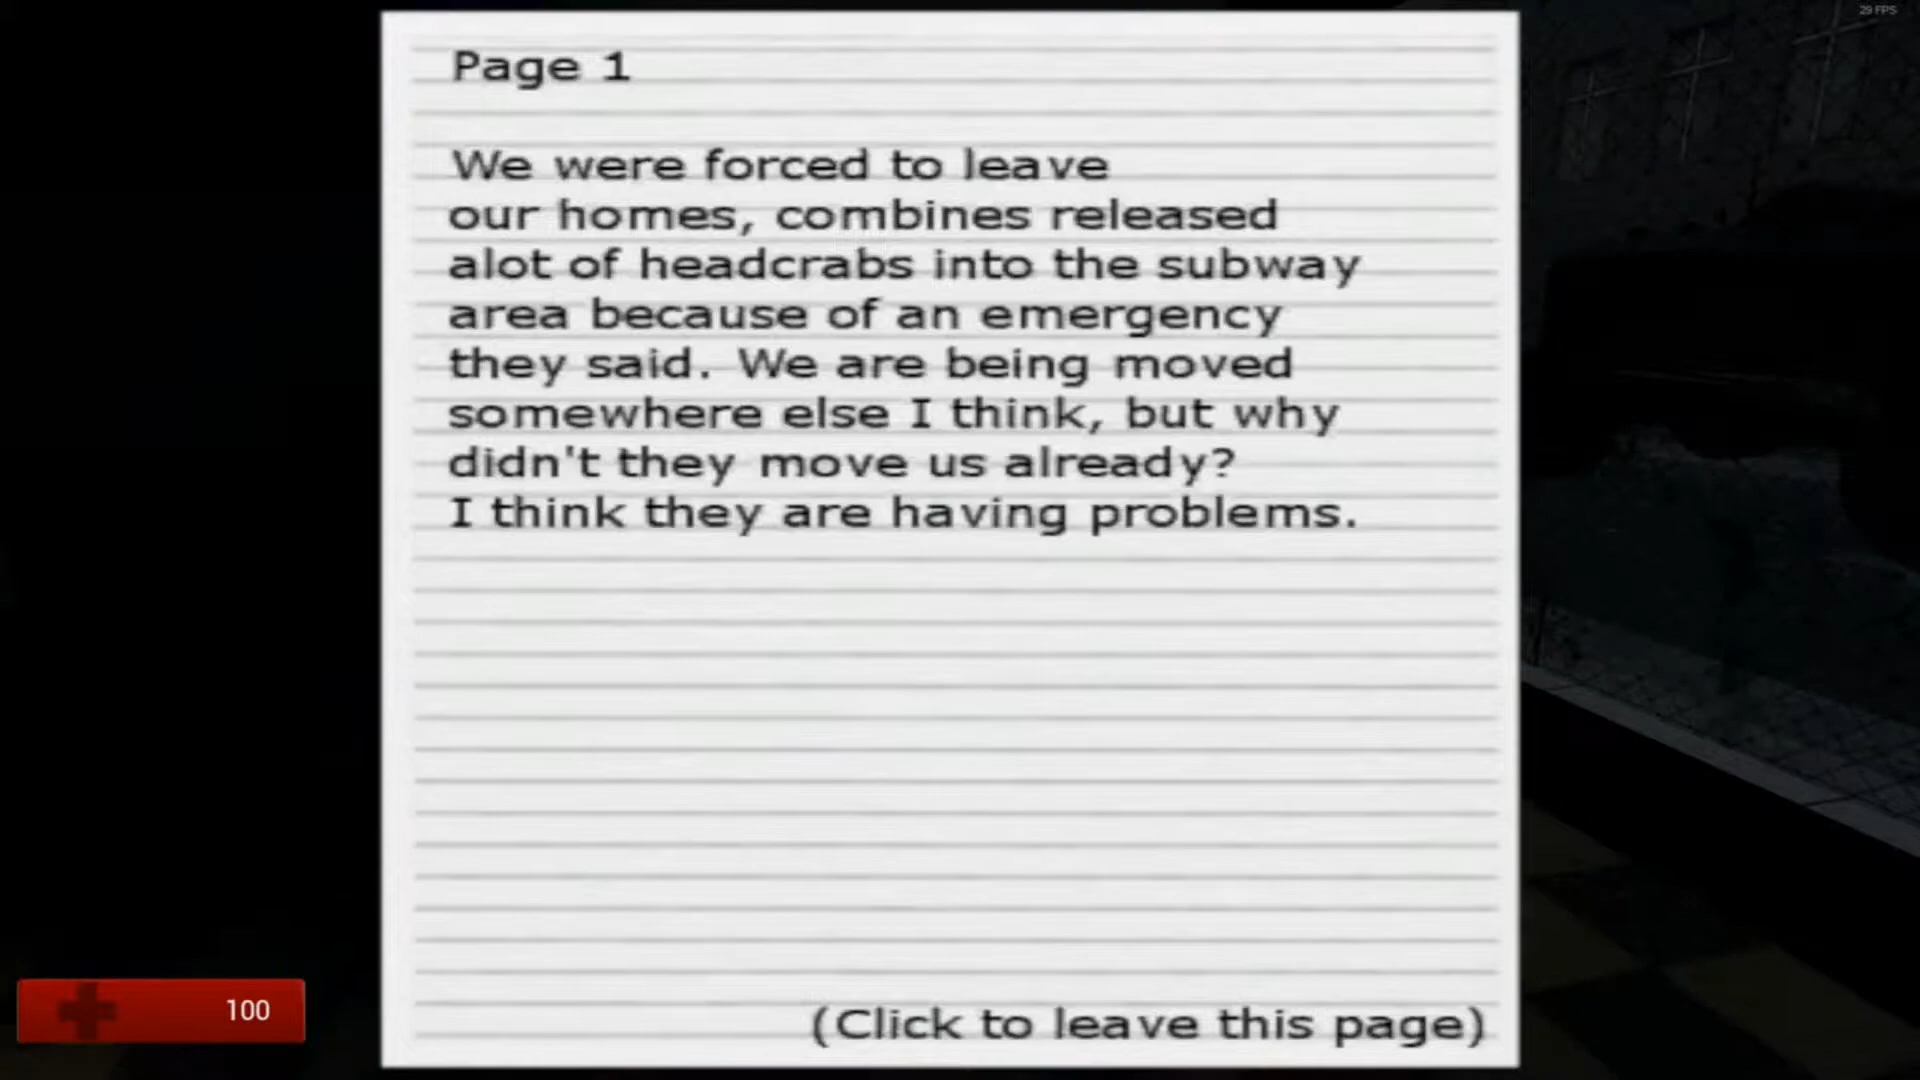 29 FPS
Page 1
We were forced to leave
our homes, combines released
alot of headcrabs into the subway
area because of an emergency
they said. We are being moved
somewhere else I think, but why
didn't they move us already?
I think they are having problems.
(Click to leave this page)
100